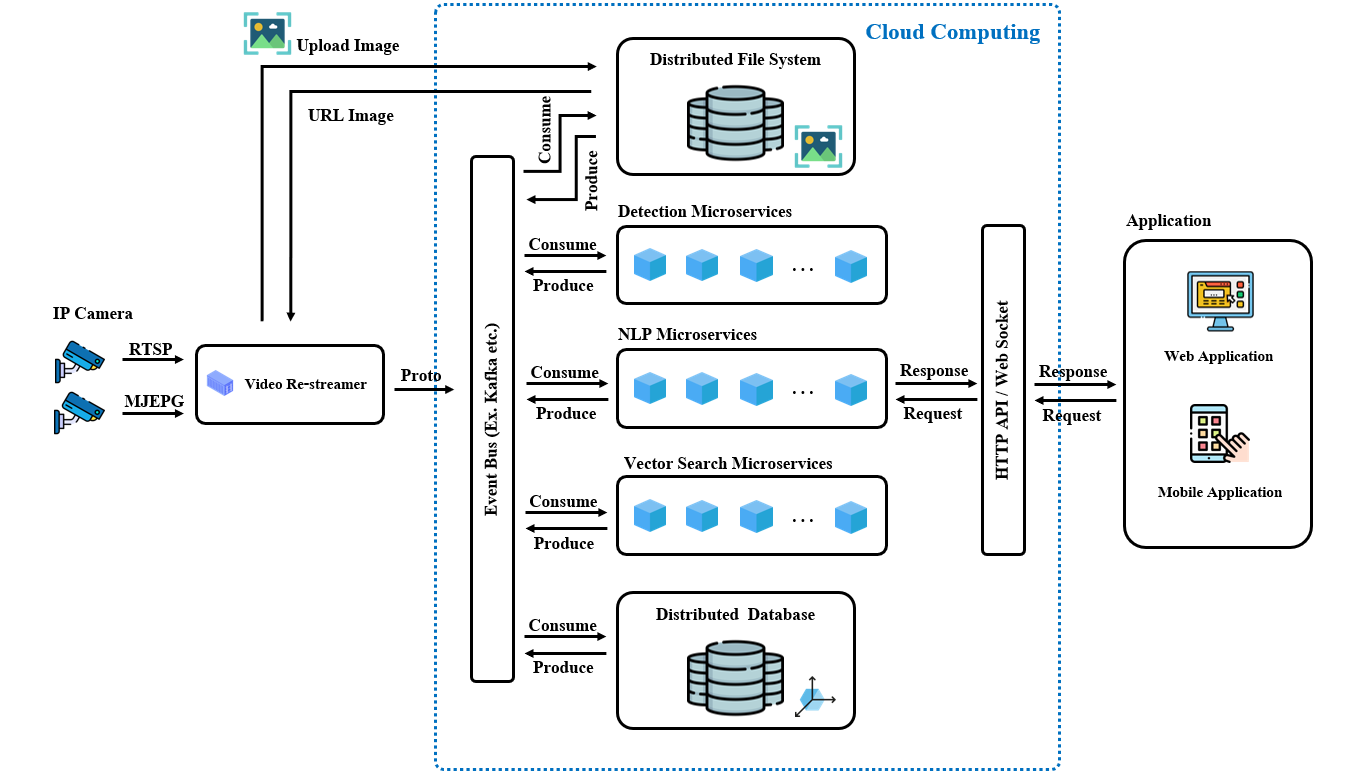 Cloud Computing
Upload Image
URL Image
Distributed File System
Consume
Produce
Detection Microservices
Consume
Produce
IP Camera
RTSP
MJEPG
Video Re-streamer
Proto
Event Bus (Ex. Kafka etc.)
NLP Microservices
Consume
Produce
Response
Request
HTTP API / Web Socket
Response
Request
Application
Web Application
Mobile Application
Vector Search Microservices
Consume
Produce
Distributed Database
Consume
Produce